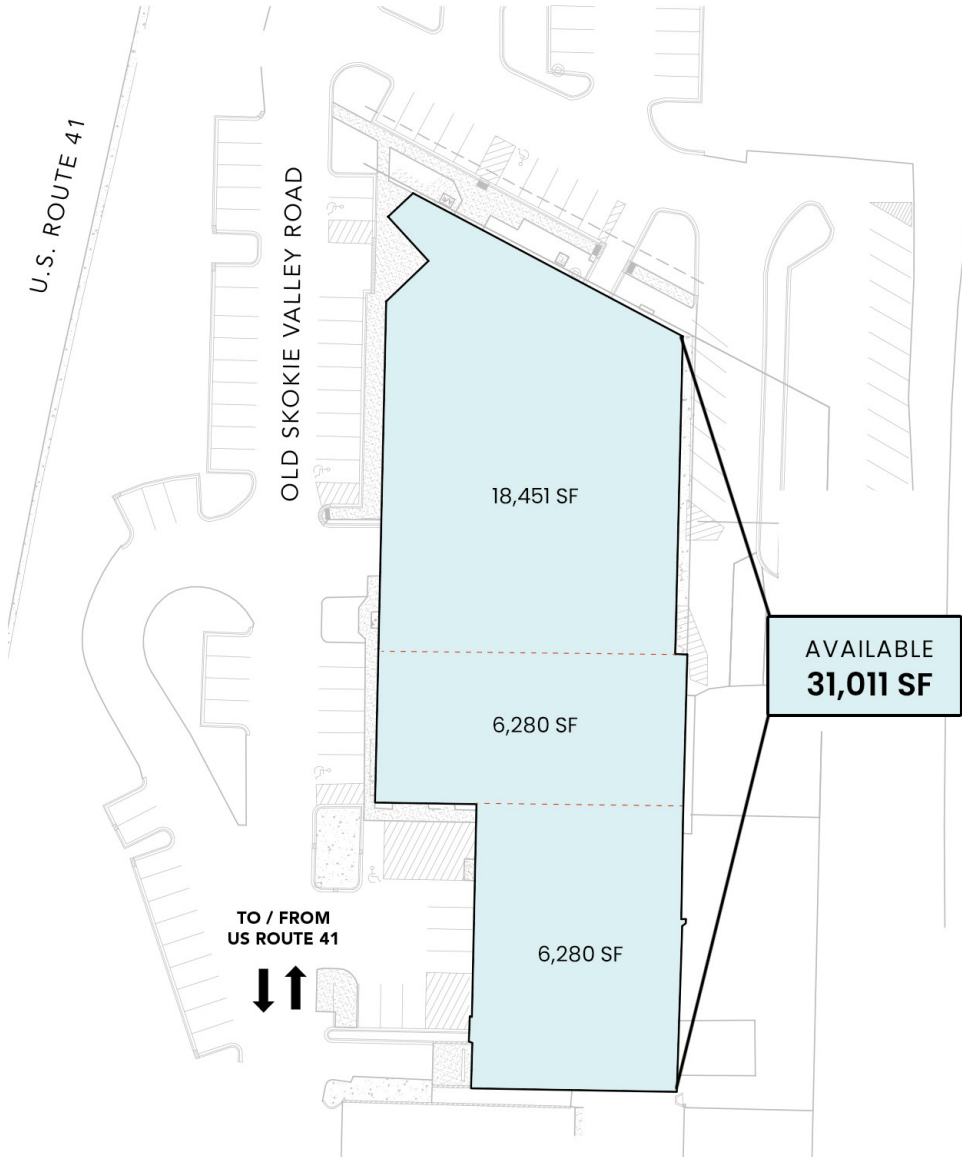 U.S. ROUTE 41
OLD SKOKIE VALLEY ROAD
18,451 SF
AVAILABLE
31,011 SF
6,280 SF
TO / FROM
US ROUTE 41
6,280 SF